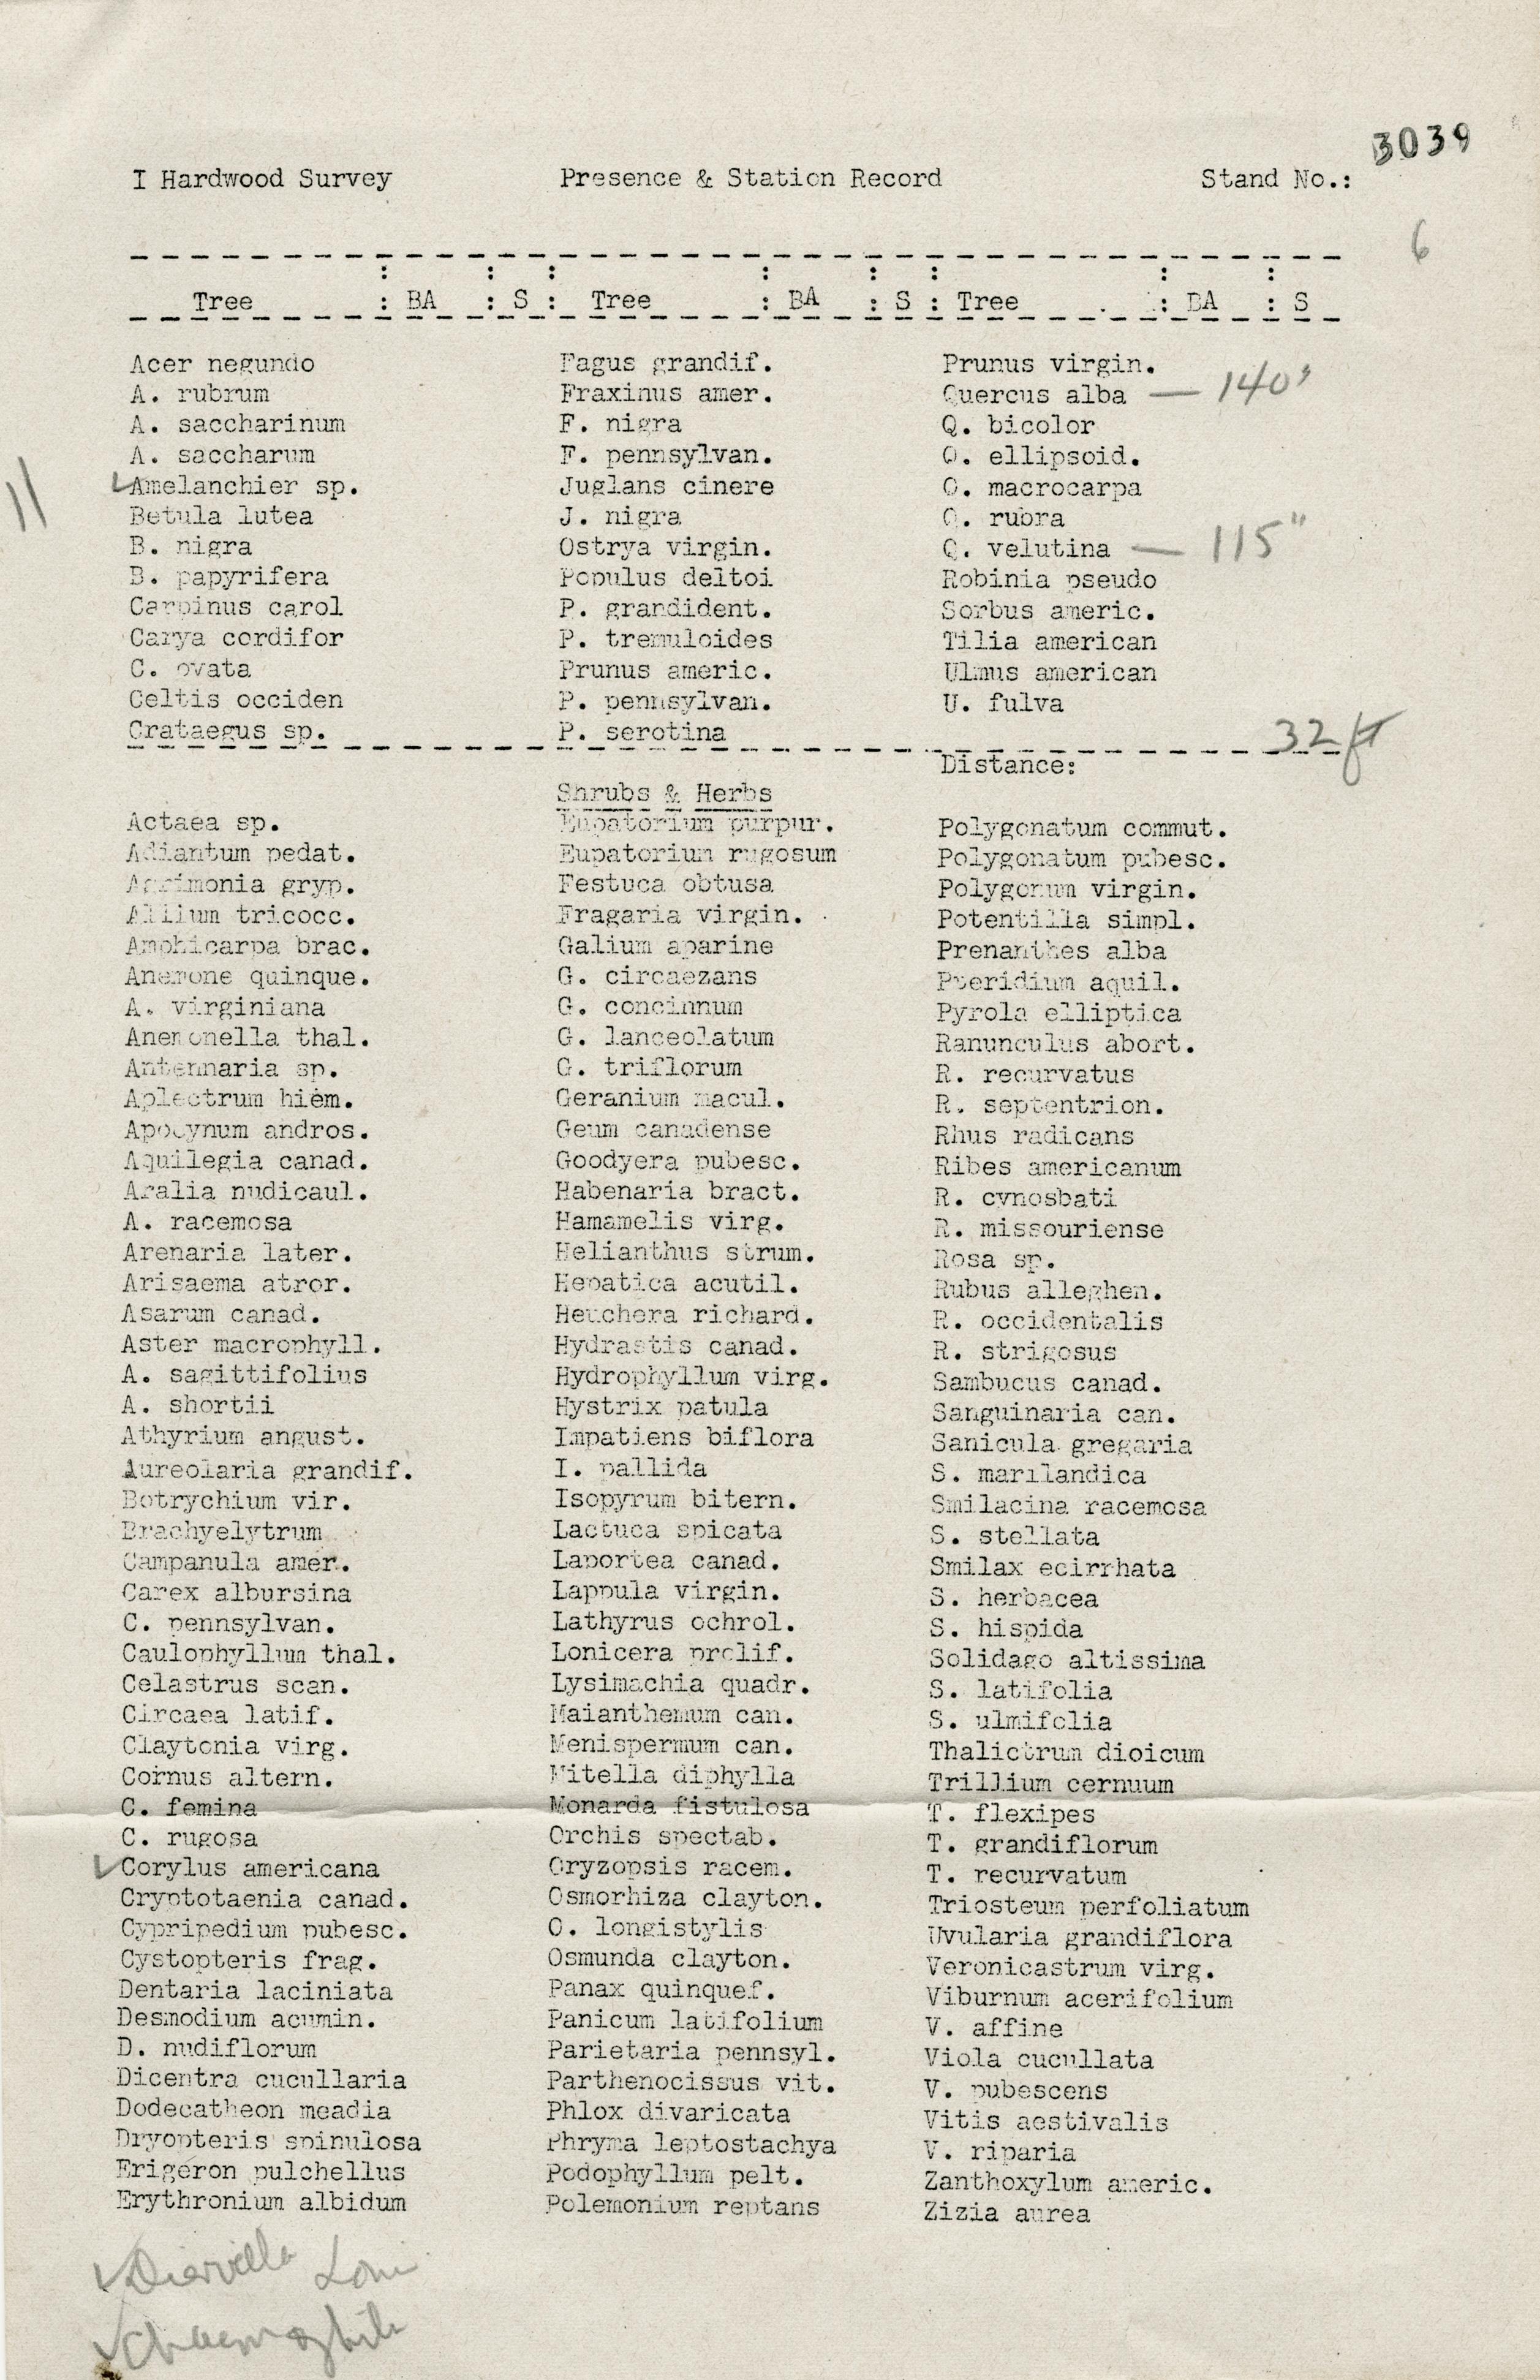 3039
I Hardwood Survey Presence & Station Record Stand No.:
6
Tree : BA : S : Tree : BA : S : Tree : BA : S
Acer negundo Fagus grandif. Prunus virgin.
A. rubrum Fraxinus amer. Quercus alba — 140"
A. saccharinum F. nigra Q. bicolor
A. saccharum F. pennsylvan. Q. ellipsoid.
11 ✓Amelanchier sp. Juglans cinere Q. macrocarpa
Betula lutea J. nigra Q. rubra
B. nigra Ostrya virgin. Q. velutina — 115"
B. papyrifera Populus deltoi Robinia pseudo
Carpinus carol P. grandident. Sorbus americ.
Carya cordifor P. tremuloides Tilia american
C. ovata Prunus americ. Ulmus american
Celtis occiden P. pennsylvan. U. fulva
Crataegus sp. P. serotina
32 ft
Distance:
Shrubs & Herbs
Actaea sp. Eupatorium purpur. Polygonatum commut.
Adiantum pedat. Eupatorium rugosum Polygonatum pubesc.
Agrimonia gryp. Festuca obtusa Polygonum virgin.
Allium tricocc. Fragaria virgin. Potentilla simpl.
Amphicarpa brac. Galium aparine Prenanthes alba
Anemone quinque. G. circaezans Pteridium aquil.
A. virginiana G. concinnum Pyrola elliptica
Anemonella thal. G. lanceolatum Ranunculus abort.
Antennaria sp. G. triflorum R. recurvatus
Aplectrum hiem. Geranium macul. R. septentrion.
Apocynum andros. Geum canadense Rhus radicans
Aquilegia canad. Goodyera pubesc. Ribes americanum
Aralia nudicaul. Habenaria bract. R. cynosbati
A. racemosa Hamamelis virg. R. missouriense
Arenaria later. Helianthus strum. Rosa sp.
Arisaema atror. Hepatica acutil. Rubus alleghen.
Asarum canad. Heuchera richard. R. occidentalis
Aster macrophyll. Hydrastis canad. R. strigosus
A. sagittifolius Hydrophyllum virg. Sambucus canad.
A. shortii Hystrix patula Sanguinaria can.
Athyrium angust. Impatiens biflora Sanicula gregaria
Aureolaria grandif. I. pallida S. marilandica
Botrychium vir. Isopyrum bitern. Smilacina racemosa
Brachyelytrum Lactuca spicata S. stellata
Campanula amer. Laportea canad. Smilax ecirrhata
Carex albursina Lappula virgin. S. herbacea
C. pennsylvan. Lathyrus ochrol. S. hispida
Caulophyllum thal. Lonicera prolif. Solidago altissima
Celastrus scan. Lysimachia quadr. S. latifolia
Circaea latif. Maianthemum can. S. ulmifolia
Claytonia virg. Menispermum can. Thalictrum dioicum
Cornus altern. Mitella diphylla Trillium cernuum
C. femina Monarda fistulosa T. flexipes
C. rugosa Orchis spectab. T. grandiflorum
✓Corylus americana Oryzopsis racem. T. recurvatum
Cryptotaenia canad. Osmorhiza clayton. Triosteum perfoliatum
Cypripedium pubesc. O. longistylis Uvularia grandiflora
Cystopteris frag. Osmunda clayton. Veronicastrum virg.
Dentaria laciniata Panax quinquef. Viburnum acerifolium
Desmodium acumin. Panicum latifolium V. affine
D. nudiflorum Parietaria pennsyl. Viola cucullata
Dicentra cucullaria Parthenocissus vit. V. pubescens
Dodecatheon meadia Phlox divaricata Vitis aestivalis
Dryopteris spinulosa Phryma leptostachya V. riparia
Erigeron pulchellus Podophyllum pelt. Zanthoxylum americ.
Erythronium albidum Polemonium reptans Zizia aurea
✓Diervilla Loni